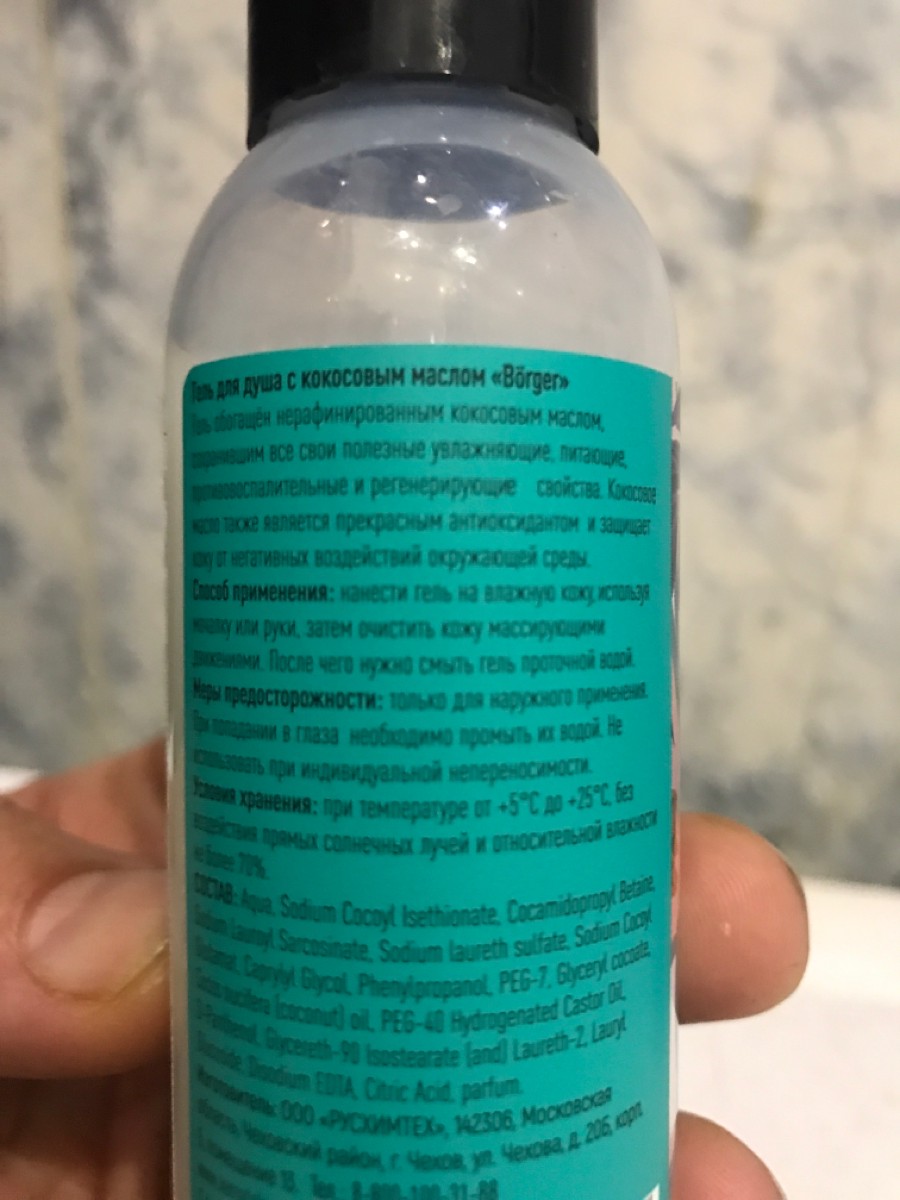 Гель для душа с кокосовым маслом «Börger»
Гель обогащён нерафинированным кокосовым маслом,
сохранившим все свои полезные увлажняющие, питающие,
противовоспалительные и регенерирующие свойства. Кокосовое
масло также является прекрасным антиоксидантом и защищает
кожу от негативных воздействий окружающей среды.
Способ применения: нанести гель на влажную кожу, используя
мочалку или руки, затем очистить кожу массирующими
движениями. После чего нужно смыть гель проточной водой.
Меры предосторожности: только для наружного применения.
При попадании в глаза необходимо промыть их водой. Не
использовать при индивидуальной непереносимости.
Условия хранения: при температуре от +5°С до +25°С, без
воздействия прямых солнечных лучей и относительной влажности
не более 70%.
СОСТАВ: Aqua, Sodium Cocoyl Isethionate, Cocamidopropyl Betaine,
Sodium Sarcosinate, Sodium laureth sulfate, Sodium Cocoyl
Caprylyl Glycol, Phenylpropanol, PEG-7, Glyceryl cocoate,
Cocos nucifera (coconut) oil, PEG-40 Hydrogenated Castor Oil,
D-Panthenol, Glycereth-90 Isostearate (and) Laureth-2, Lauryl
EDTA, Citric Acid, parfum.
Изготовитель: ООО «РУСХИМТЕХ», 142306, Московская
область, Чеховский район, г. Чехов, ул. Чехова, д. 20Б, корп.
помещение 18. Тел.